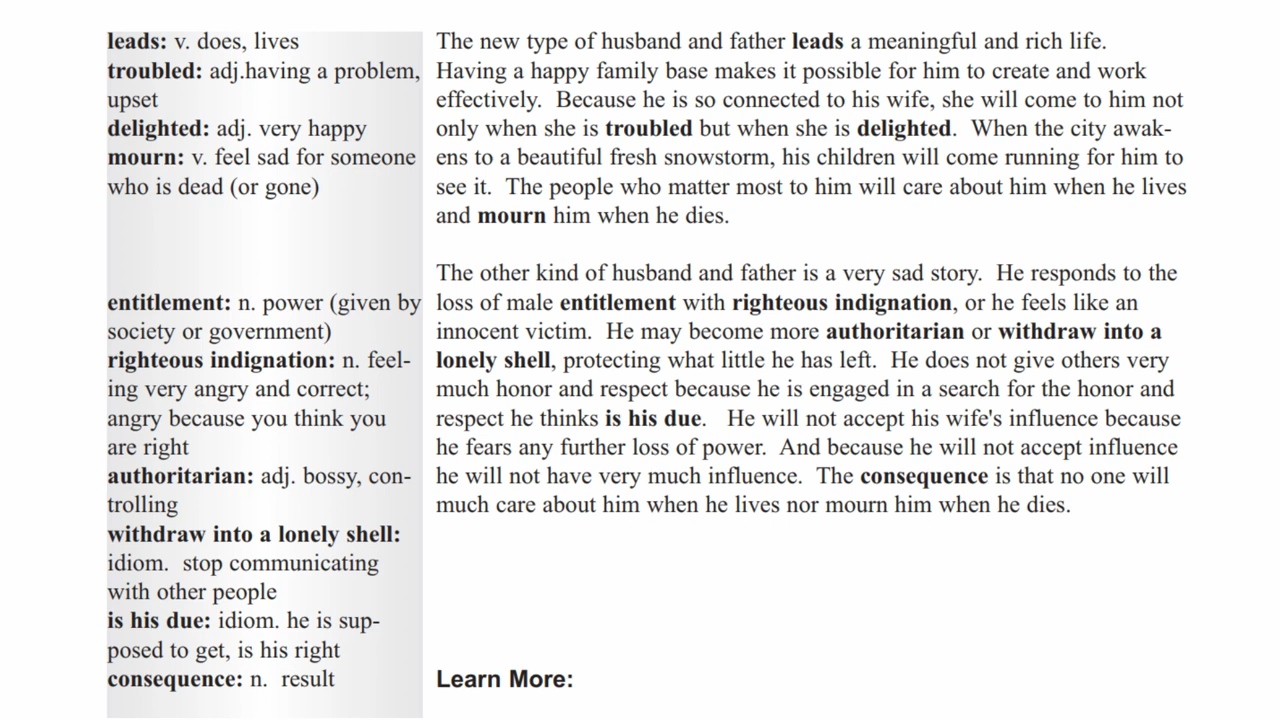 leads: v. does, lives
troubled: adj.having a problem,
upset
delighted: adj. very happy
mourn: v. feel sad for someone
who is dead (or gone)
entitlement: n. power (given by
society or government)
righteous indignation: n. feel-
ing very angry and correct;
angry because you think you
are right
authoritarian: adj. bossy, con-
trolling
withdraw into a lonely shell:
idiom.  stop communicating
with other people
is his due: idiom. he is sup-
posed to get, is his right
consequence: n.  result
The new type of husband and father leads a meaningful and rich life.
Having a happy family base makes it possible for him to create and work
effectively.  Because he is so connected to his wife, she will come to him not
only when she is troubled but when she is delighted.  When the city awak-
ens to a beautiful fresh snowstorm, his children will come running for him to
see it.  The people who matter most to him will care about him when he lives
and mourn him when he dies.
The other kind of husband and father is a very sad story.  He responds to the
loss of male entitlement with righteous indignation, or he feels like an
innocent victim.  He may become more authoritarian or withdraw into a
lonely shell, protecting what little he has left.  He does not give others very
much honor and respect because he is engaged in a search for the honor and
respect he thinks is his due.   He will not accept his wife's influence because
he fears any further loss of power.  And because he will not accept influence
he will not have very much influence.  The consequence is that no one will
much care about him when he lives nor mourn him when he dies.
Learn More: